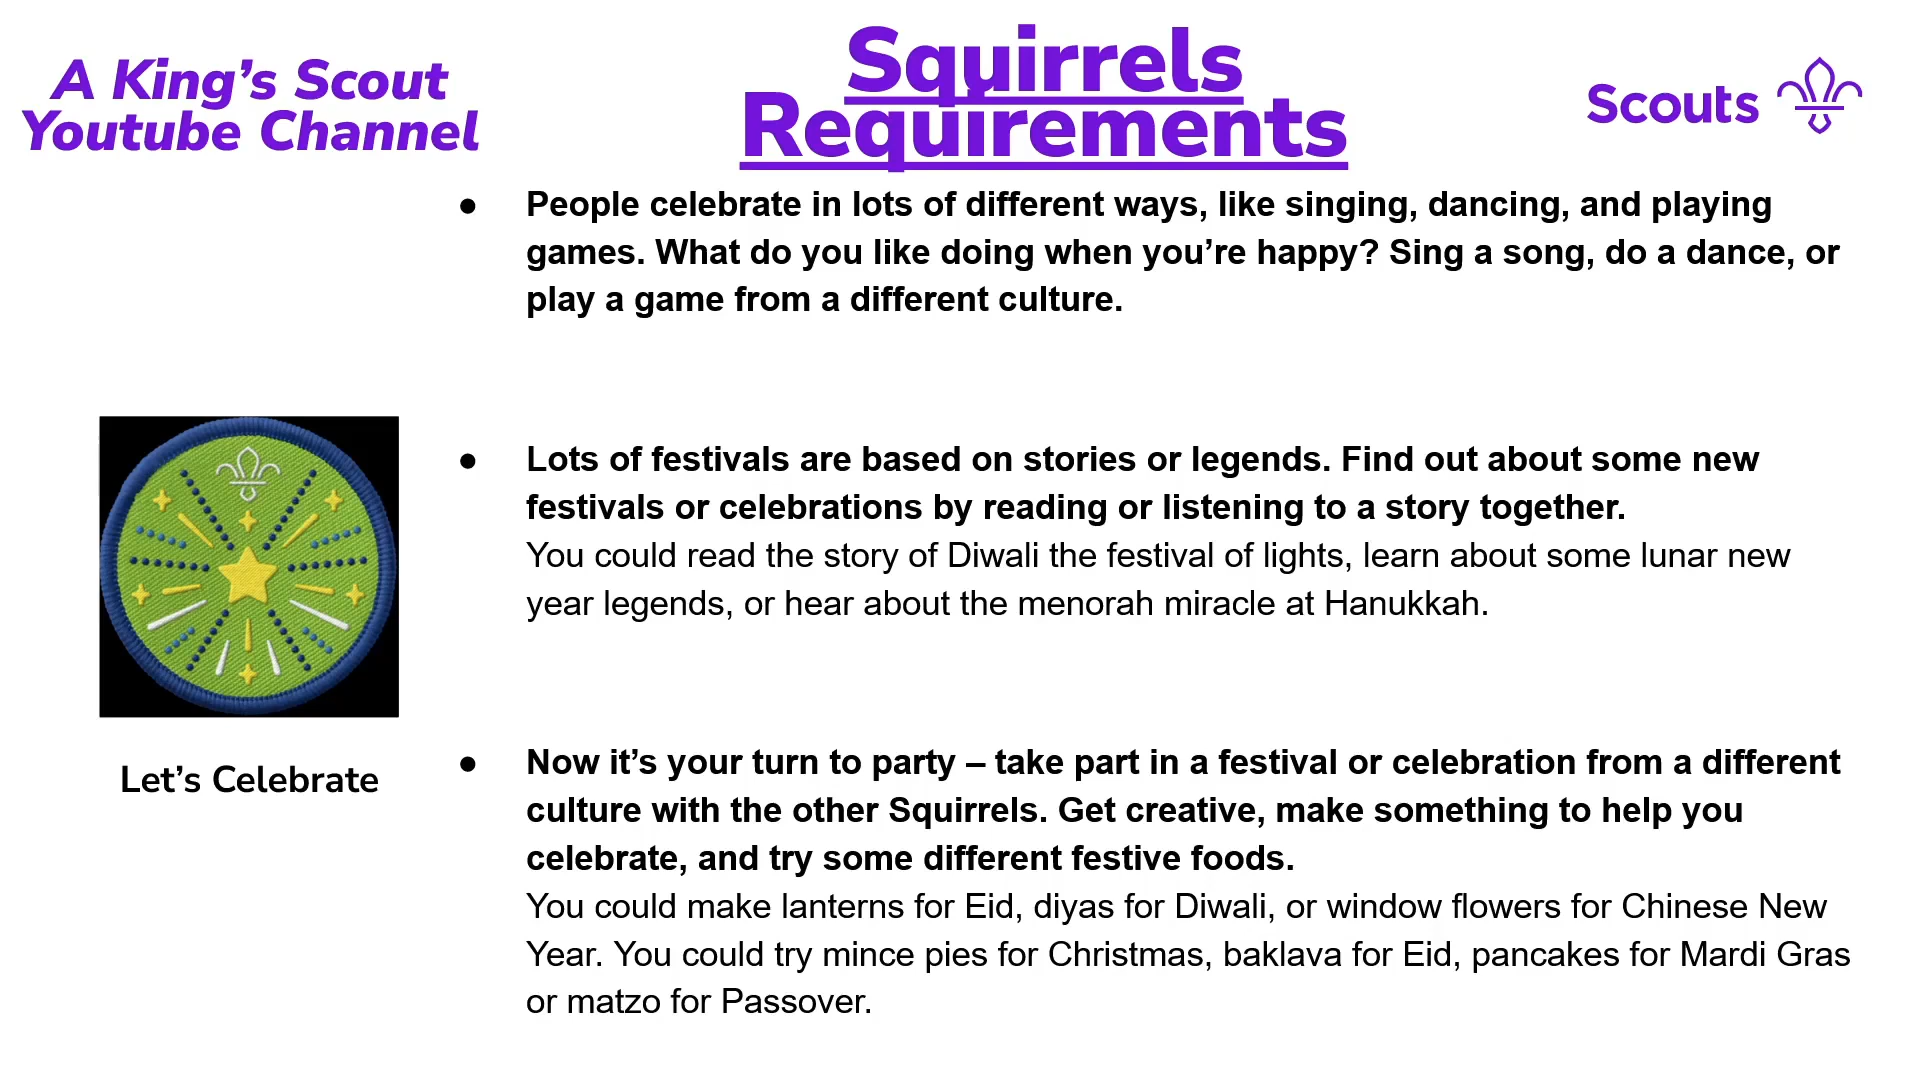 A King’s Scout
Youtube Channel
Squirrels
Requirements
Scouts
● People celebrate in lots of different ways, like singing, dancing, and playing
games. What do you like doing when you’re happy? Sing a song, do a dance, or
play a game from a different culture.
● Lots of festivals are based on stories or legends. Find out about some new
festivals or celebrations by reading or listening to a story together.
You could read the story of Diwali the festival of lights, learn about some lunar new
year legends, or hear about the menorah miracle at Hanukkah.
Let’s Celebrate
● Now it’s your turn to party – take part in a festival or celebration from a different
culture with the other Squirrels. Get creative, make something to help you
celebrate, and try some different festive foods.
You could make lanterns for Eid, diyas for Diwali, or window flowers for Chinese New
Year. You could try mince pies for Christmas, baklava for Eid, pancakes for Mardi Gras
or matzo for Passover.